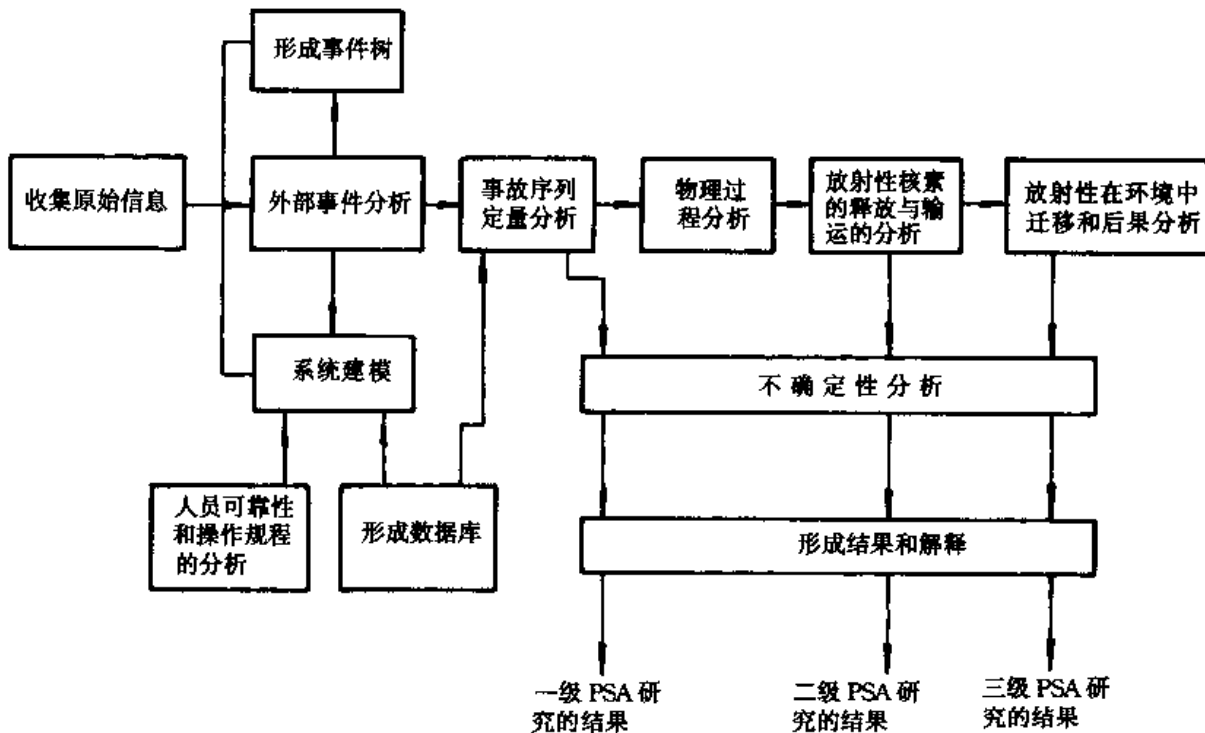 形成事件树
收集原始信息
外部事件分析
事故序列
定量分析
物理过
程分析
放射性核素
的释放与输
运的分析
放射性在环境中
迁移和后果分析
系统建模
不确定性分析
人员可靠性
和操作规程
的分析
形成数据库
形成结果和解释
一级 PSA 研
究的结果
二级 PSA 研
究的结果
三级 PSA 研
究的结果